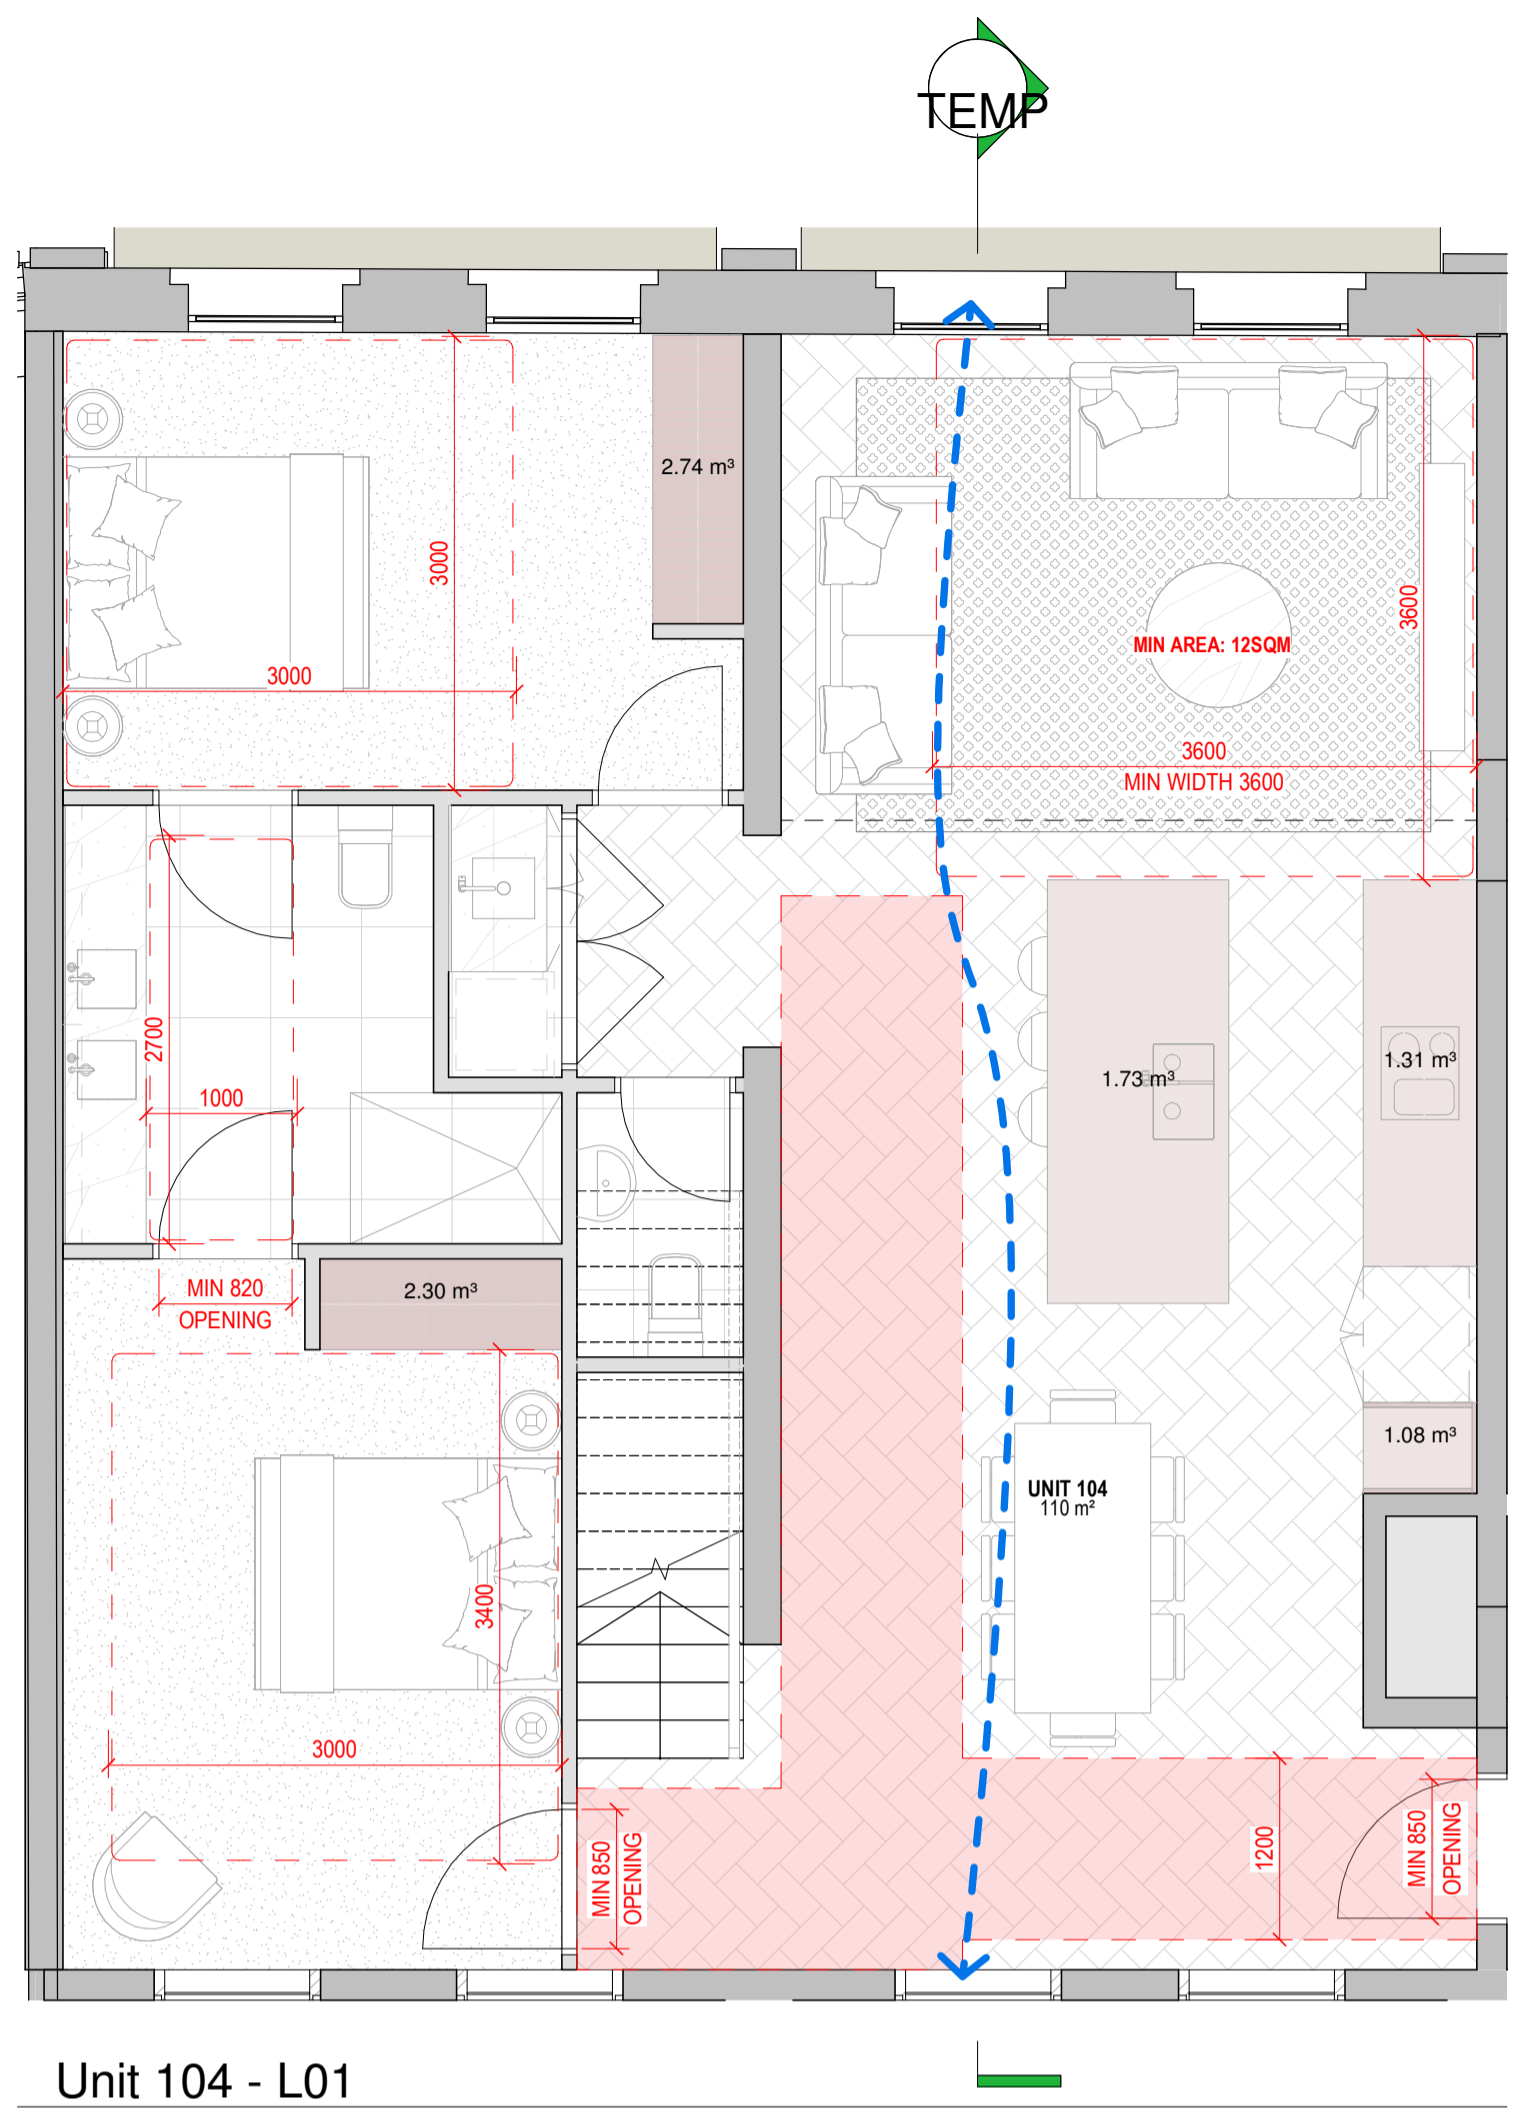 TEMP
2.74 m³
3000
3000
3600
MIN AREA: 12SQM
3600
MIN WIDTH 3600
2700
1000
1.73 m³
1.31 m³
MIN 820
OPENING
2.30 m³
1.08 m³
UNIT 104
110 m²
3400
3000
MIN 850
OPENING
1200
MIN 850
OPENING
Unit 104 - L01